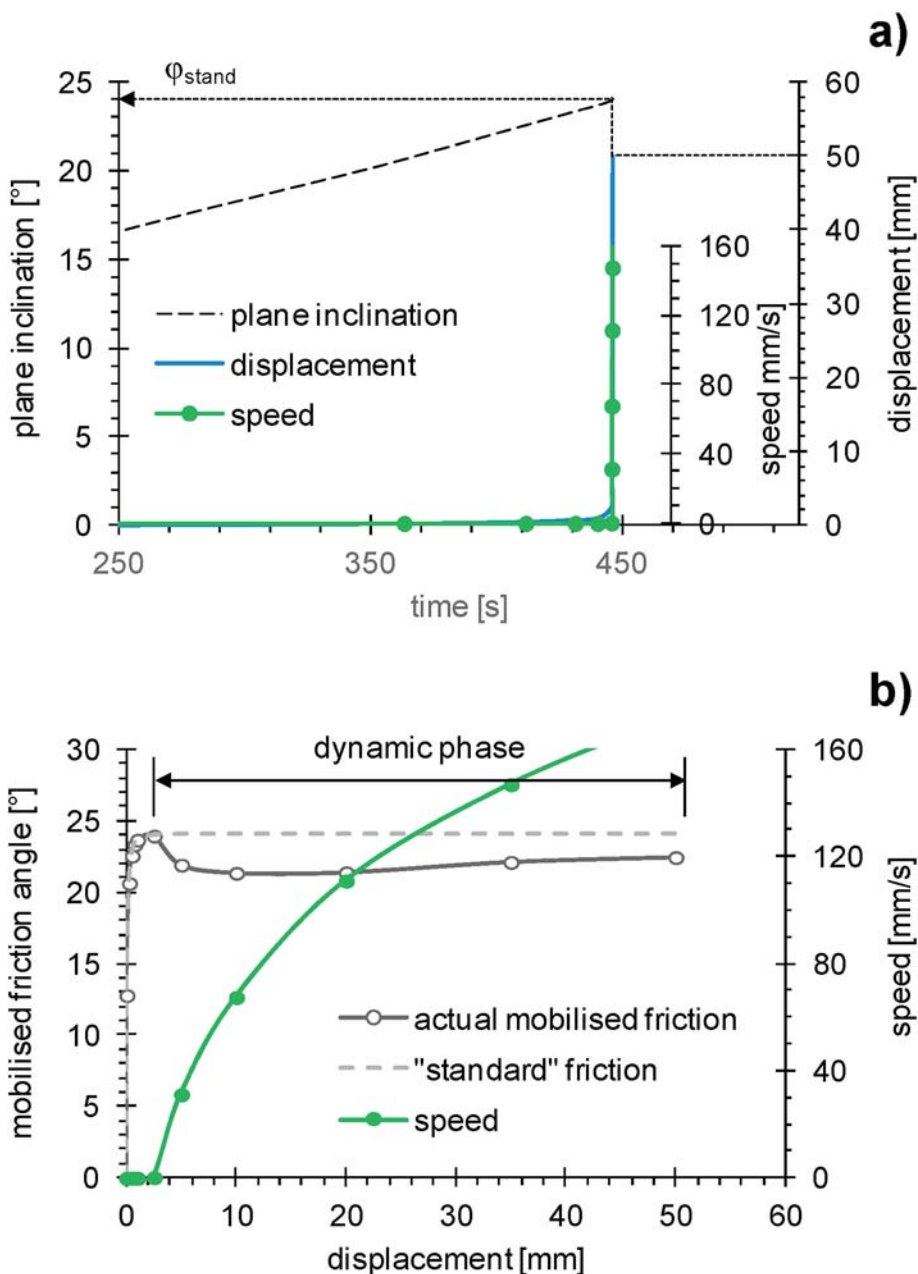 a)
φstand
25
20
15
10
5
0
plane inclination [°]
plane inclination
displacement
speed
160
120
80
40
0
speed mm/s
60
50
40
30
20
10
0
displacement [mm]
250
350
450
time [s]
b)
dynamic phase
30
25
20
15
10
5
0
mobilised friction angle [°]
actual mobilised friction
"standard" friction
speed
160
120
80
40
0
speed [mm/s]
0
10
20
30
40
50
60
displacement [mm]